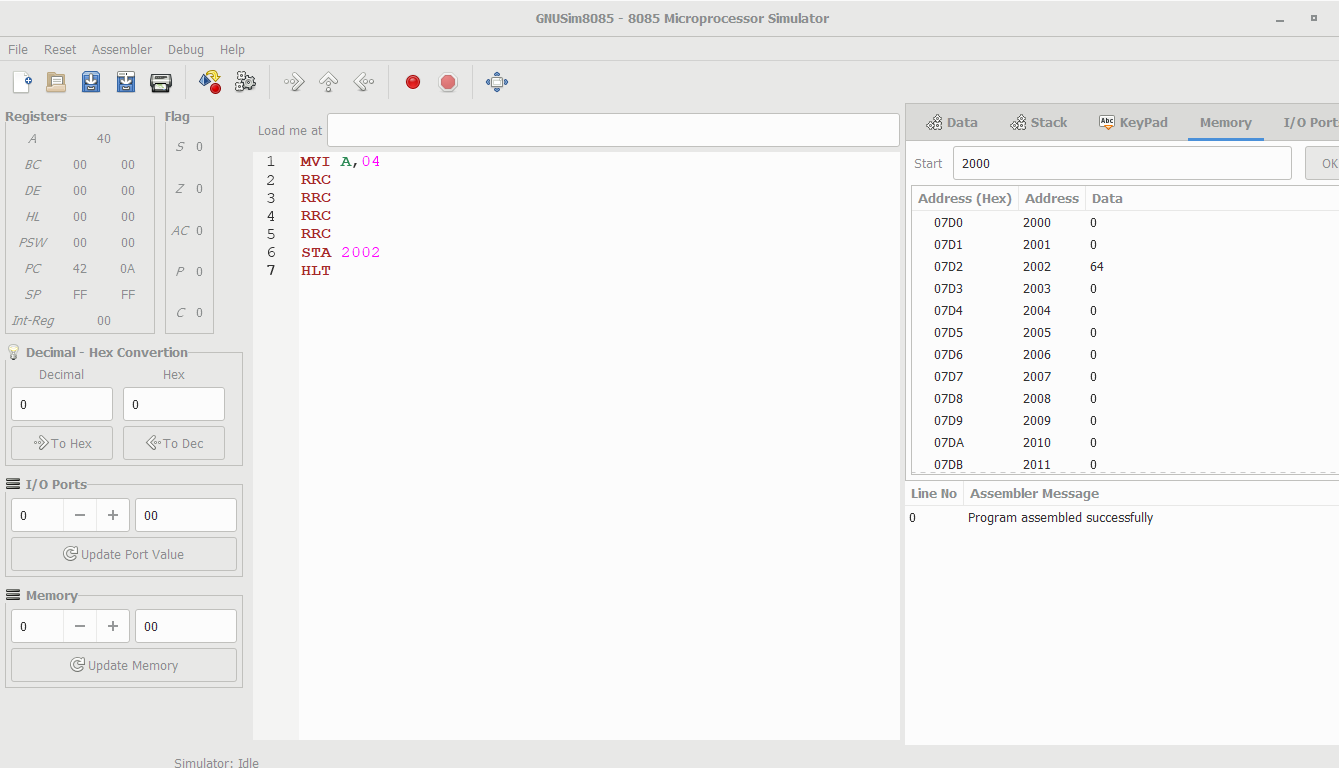 GNUSim8085 - 8085 Microprocessor Simulator
File Reset Assembler Debug Help
Registers
A 40
BC 00 00
DE 00 00
HL 00 00
PSW 00 00
PC 42 0A
SP FF FF
Int-Reg 00
Flag
S 0
Z 0
AC 0
P 0
C 0
Decimal - Hex Convertion
Decimal Hex
0 0
To Hex To Dec
I/O Ports
0 00
Update Port Value
Memory
0 00
Update Memory
Load me at
1 MVI A,04
2 RRC
3 RRC
4 RRC
5 RRC
6 STA 2002
7 HLT
Data Stack Abc KeyPad Memory I/O Port
Start 2000 OK
Address (Hex) Address Data
07D0 2000 0
07D1 2001 0
07D2 2002 64
07D3 2003 0
07D4 2004 0
07D5 2005 0
07D6 2006 0
07D7 2007 0
07D8 2008 0
07D9 2009 0
07DA 2010 0
07DB 2011 0
Line No Assembler Message
0 Program assembled successfully
Simulator: Idle